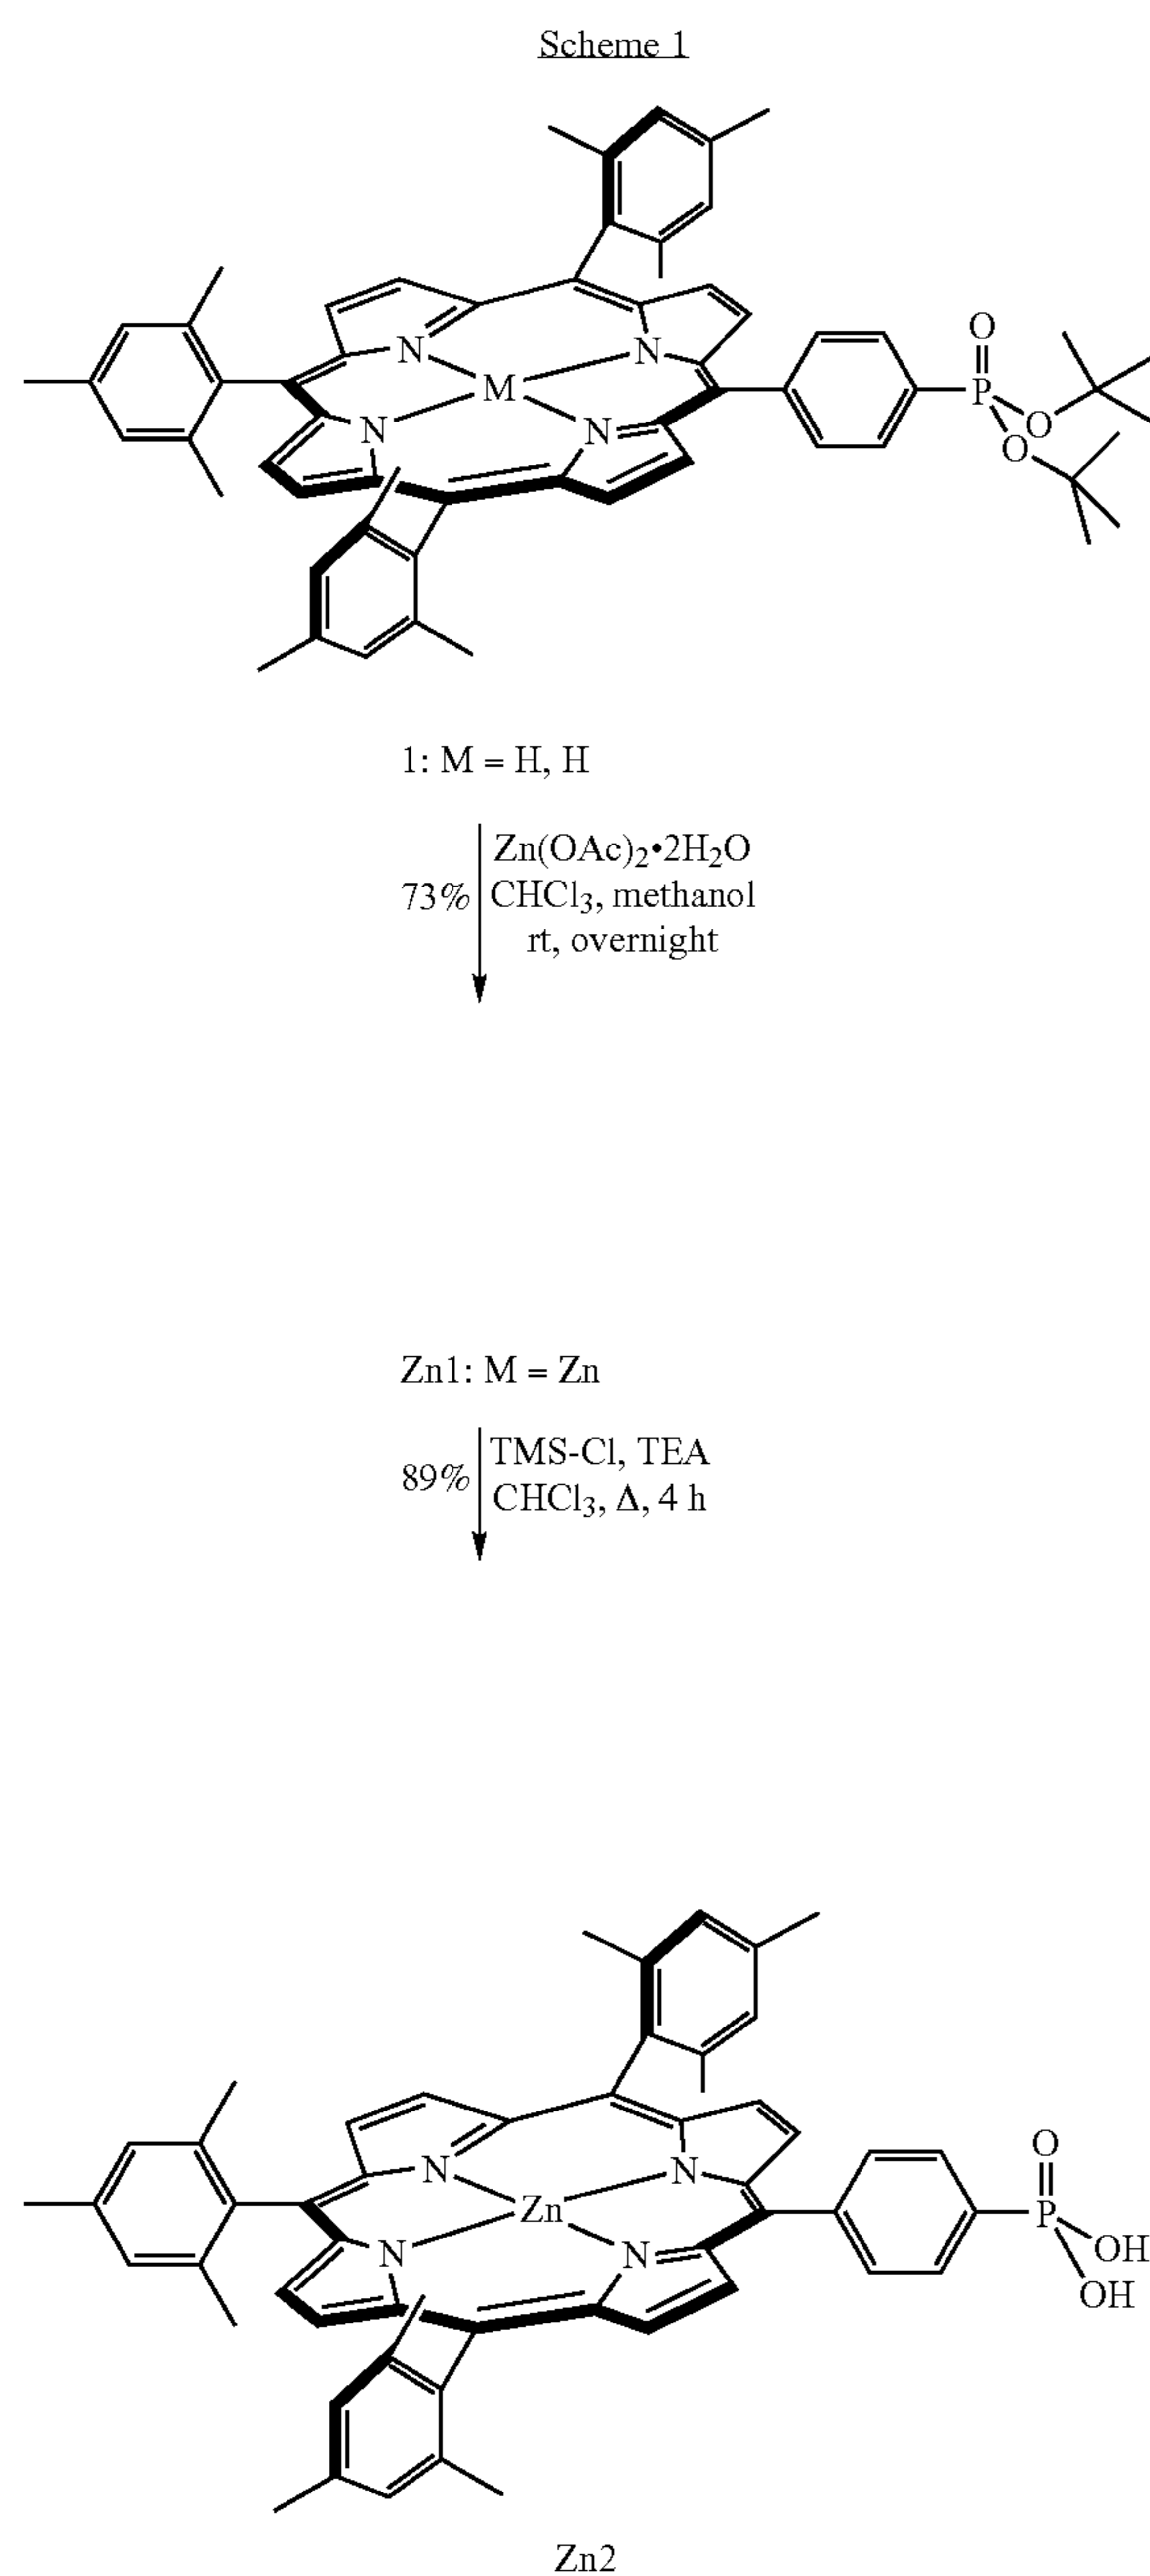 Scheme 1
N
N
M
N
N
O
P
O
O
1: M = H, H
Zn(OAc)₂•2H₂O
73%
CHCl₃, methanol
rt, overnight
Zn1: M = Zn
TMS-Cl, TEA
89%
CHCl₃, Δ, 4 h
O
N
N
Zn
P
OH
N
N
OH
Zn2